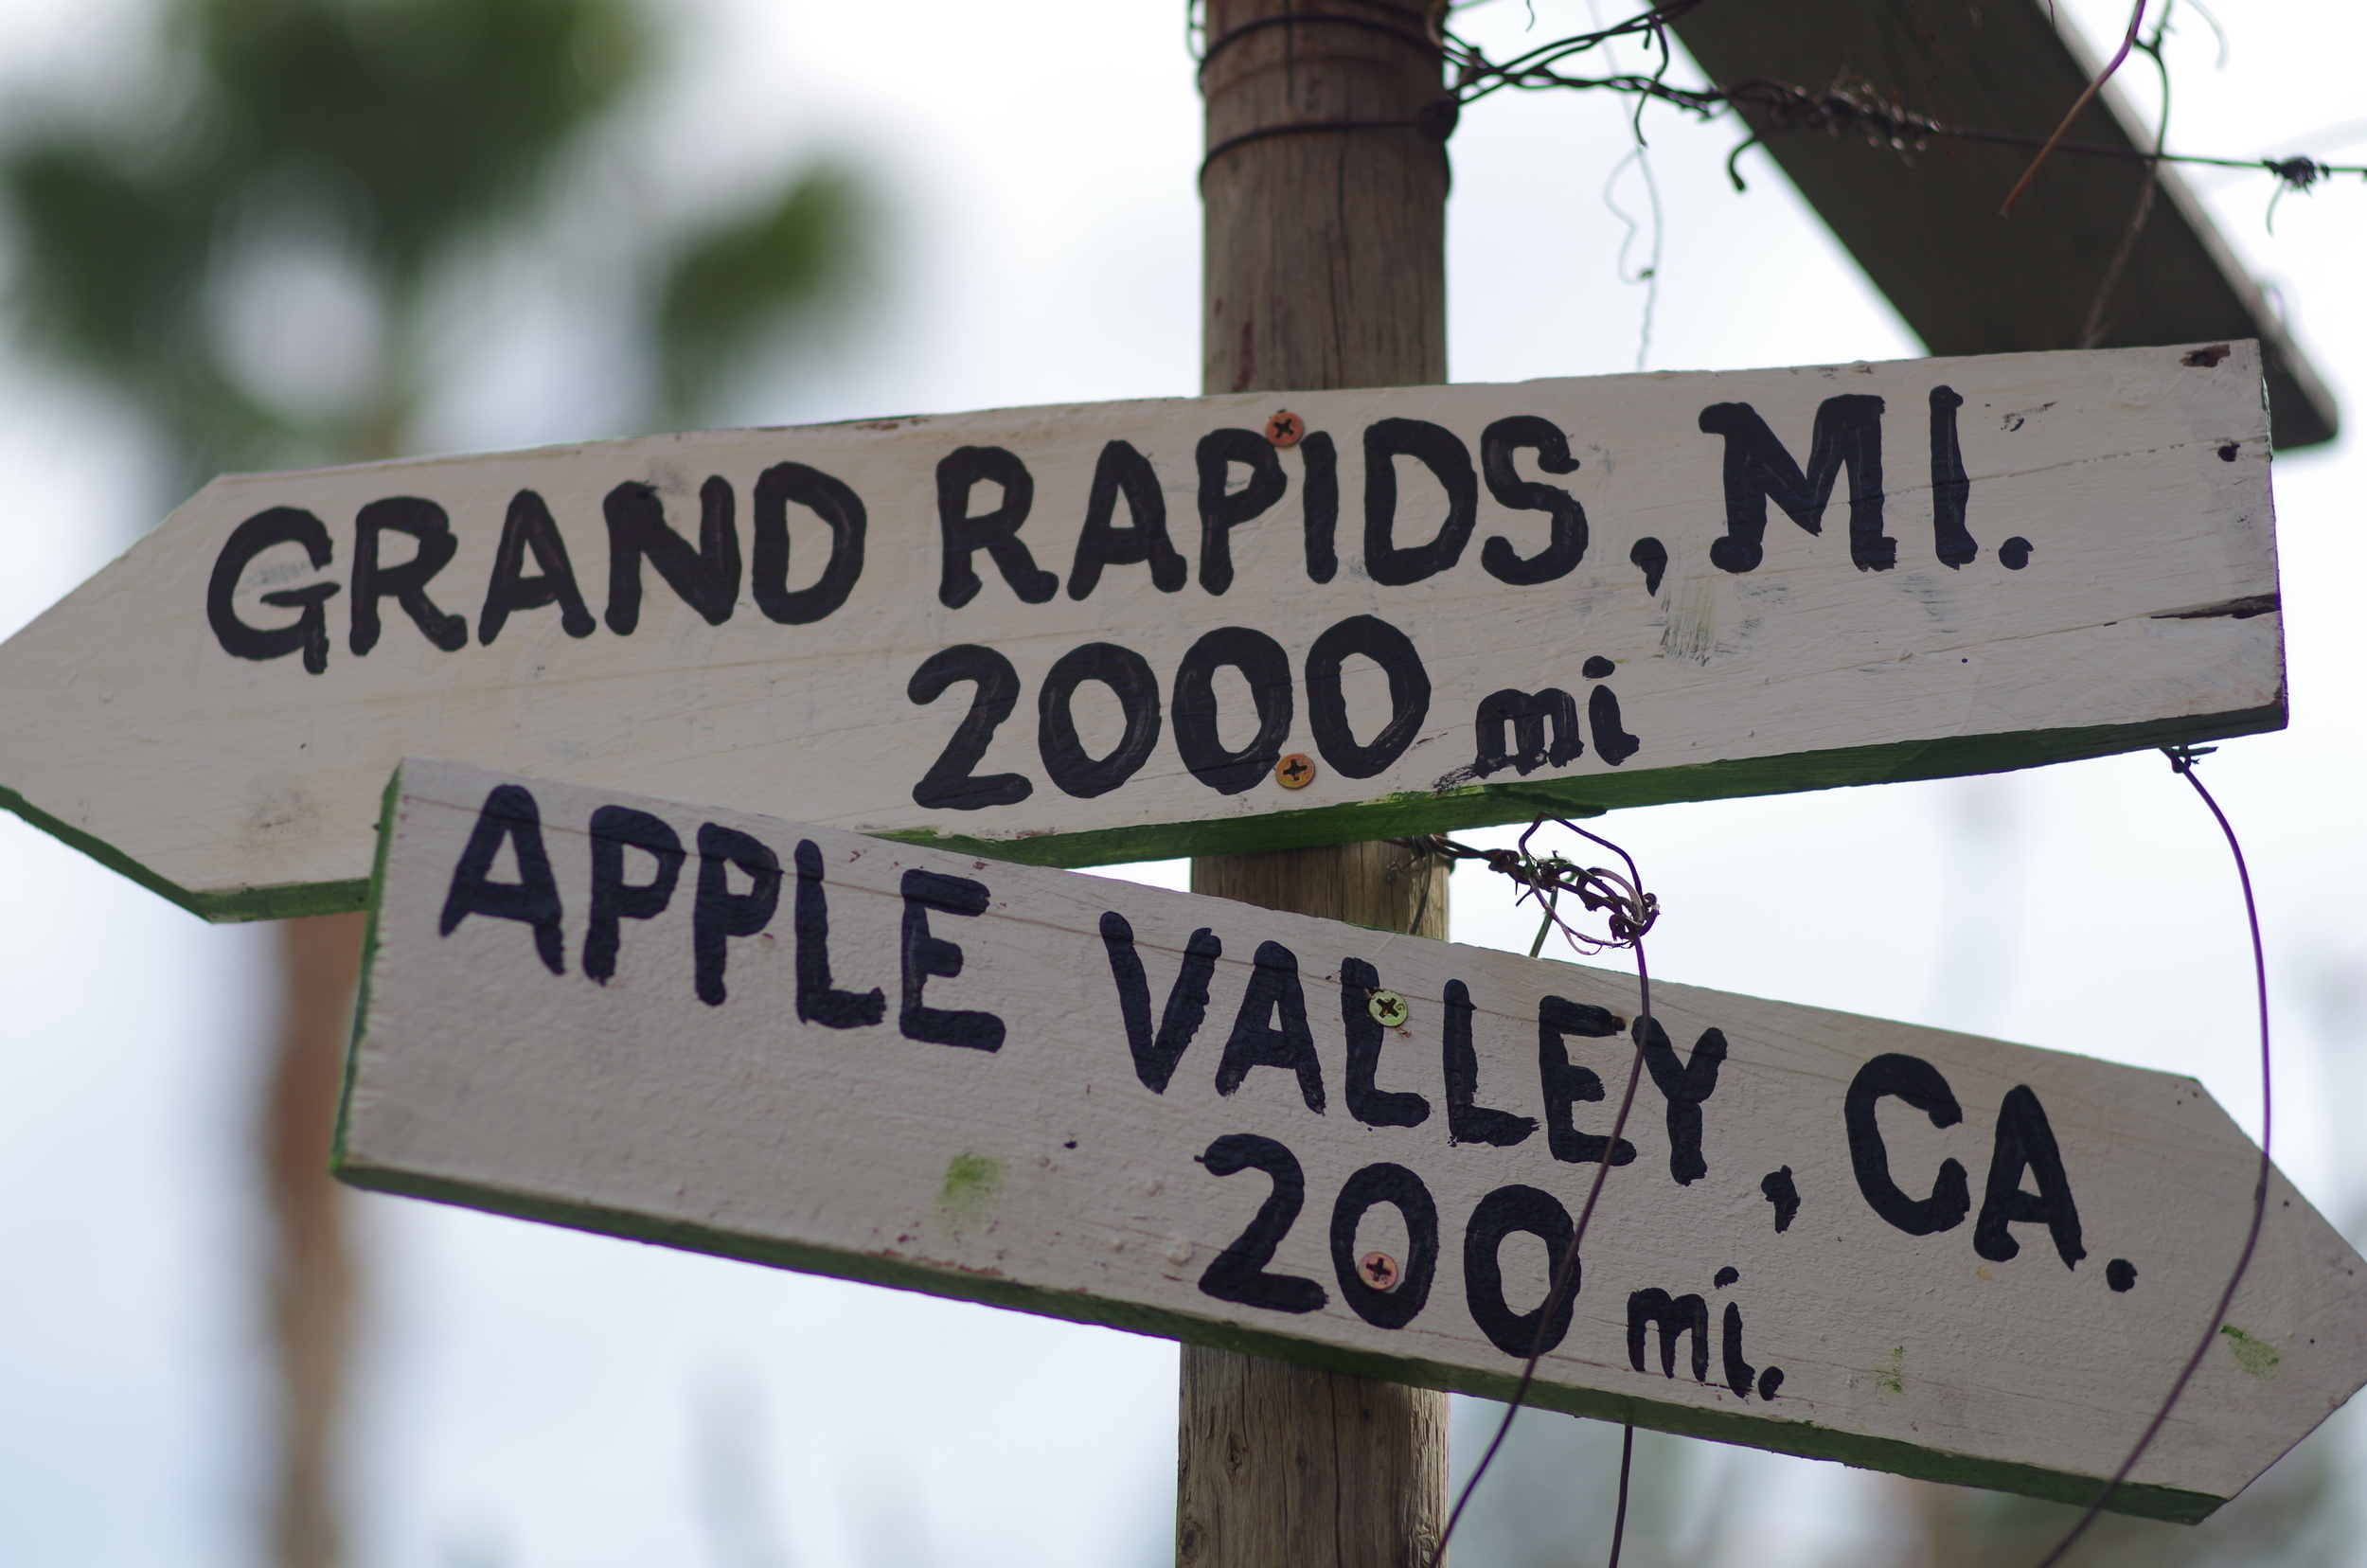 GRAND RAPIDS, MI.
2000 mi
APPLE VALLEY, CA.
200 mi.